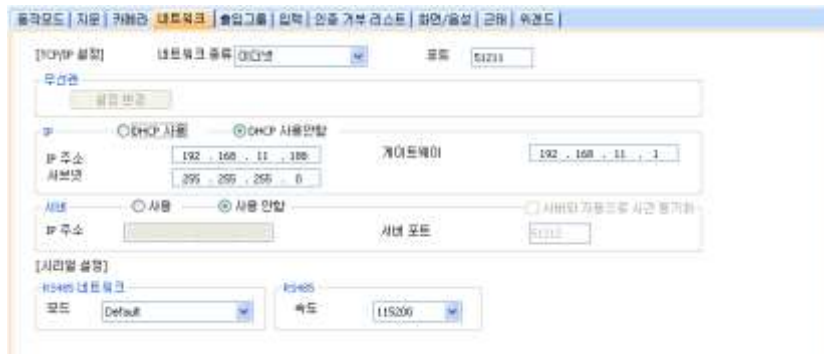 동작모드 | 지문 | 카메라 | 네트워크 | 출입그룹 | 입력 | 인증 거부 리스트 | 화면/음성 | 근태 | 위겐드
[TCP/IP 설정] 네트워크 종류 이더넷 포트 51211
무선랜
설정 변경
IP DHCP 사용 DHCP 사용안함
IP 주소 192 . 168 . 11 . 188 게이트웨이 192 . 168 . 11 . 1
서브넷 255 . 255 . 255 . 0
서버 사용 사용 안함 서버와 자동으로 시간 동기화
IP 주소 서버 포트 51212
[시리얼 설정]
RS485 네트워크 RS485
모드 Default 속도 115200